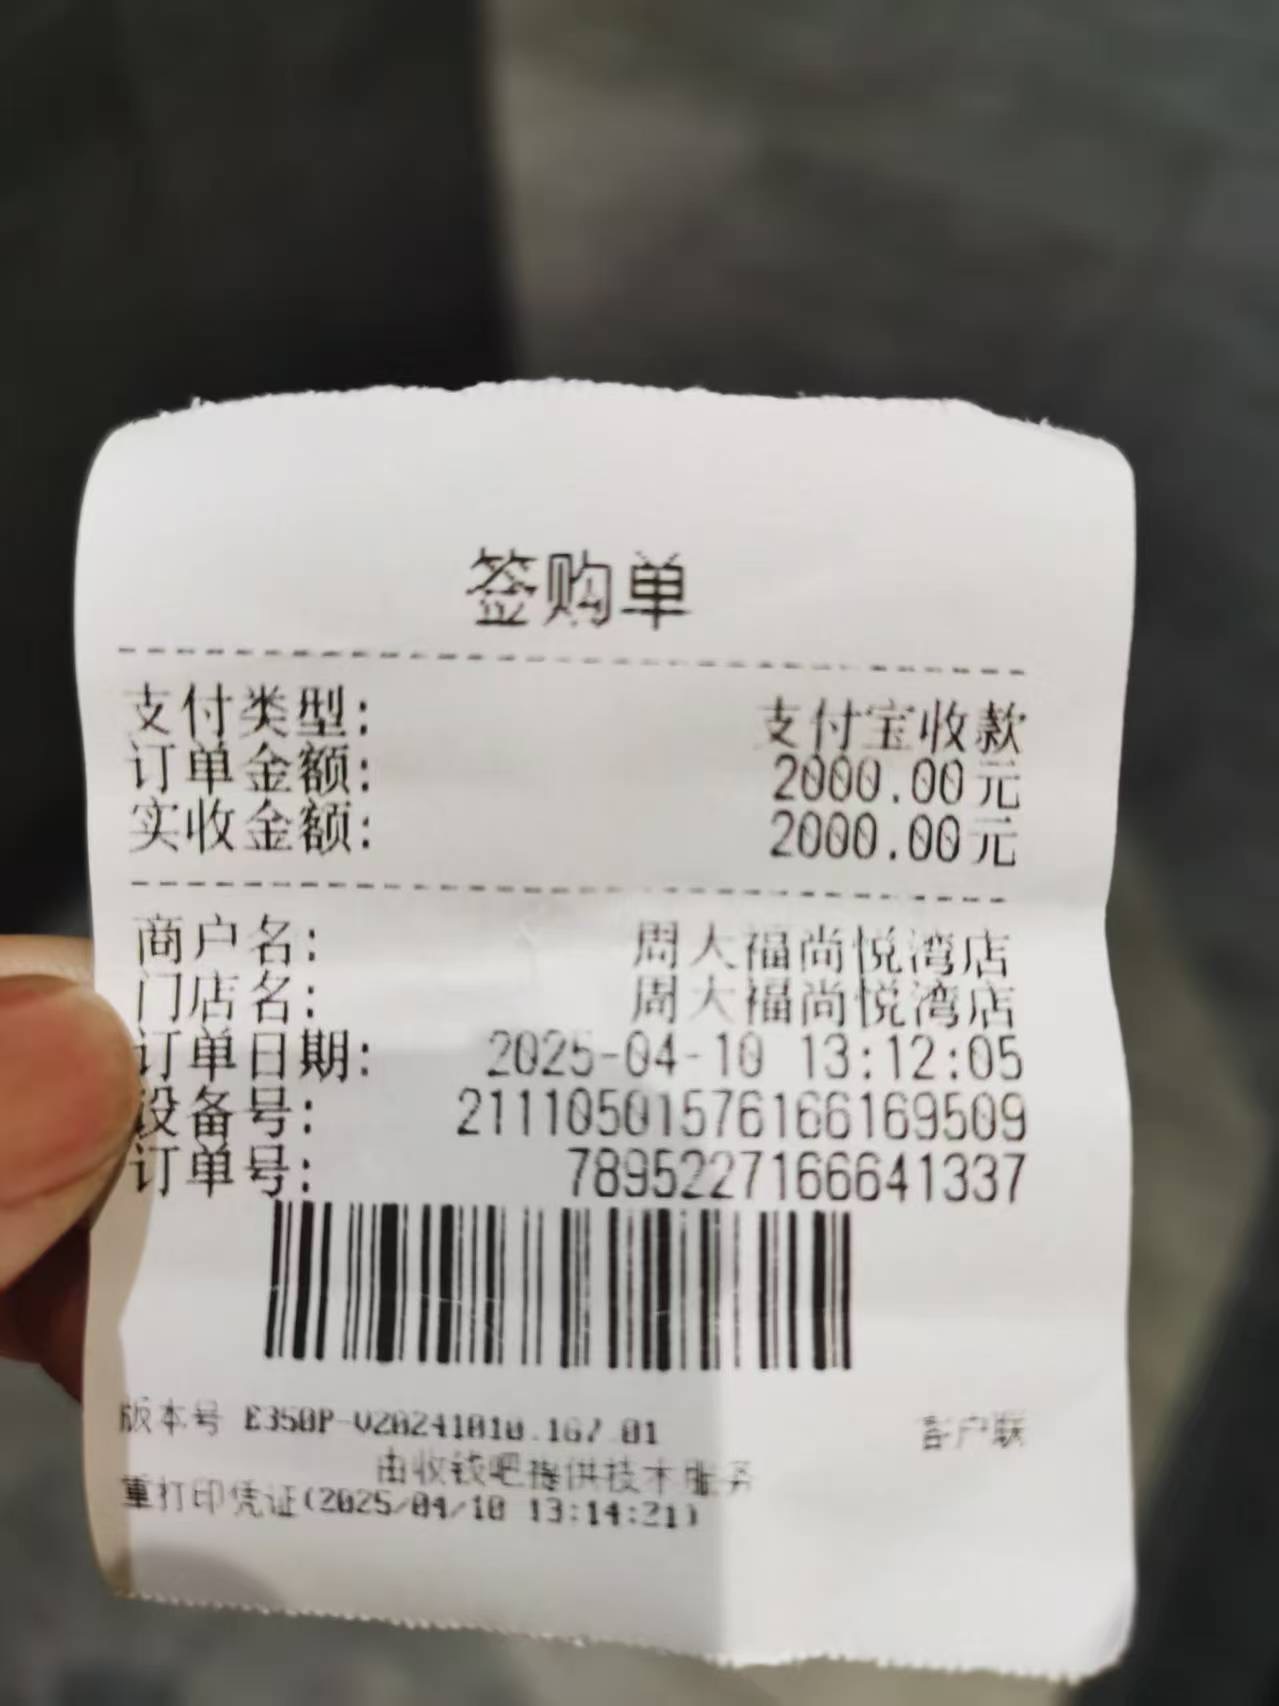 签购单
支付类型: 支付宝收款
订单金额: 2000.00元
实收金额: 2000.00元
商户名: 周大福尚悦湾店
门店名: 周大福尚悦湾店
订单日期: 2025-04-10 13:12:05
设备号: 21110501576166169509
订单号: 7895227166641337
版本号 E350P-V20241010.167.01 客户联
由收钱吧提供技术服务
重打印凭证(2025/04/10 13:14:21)